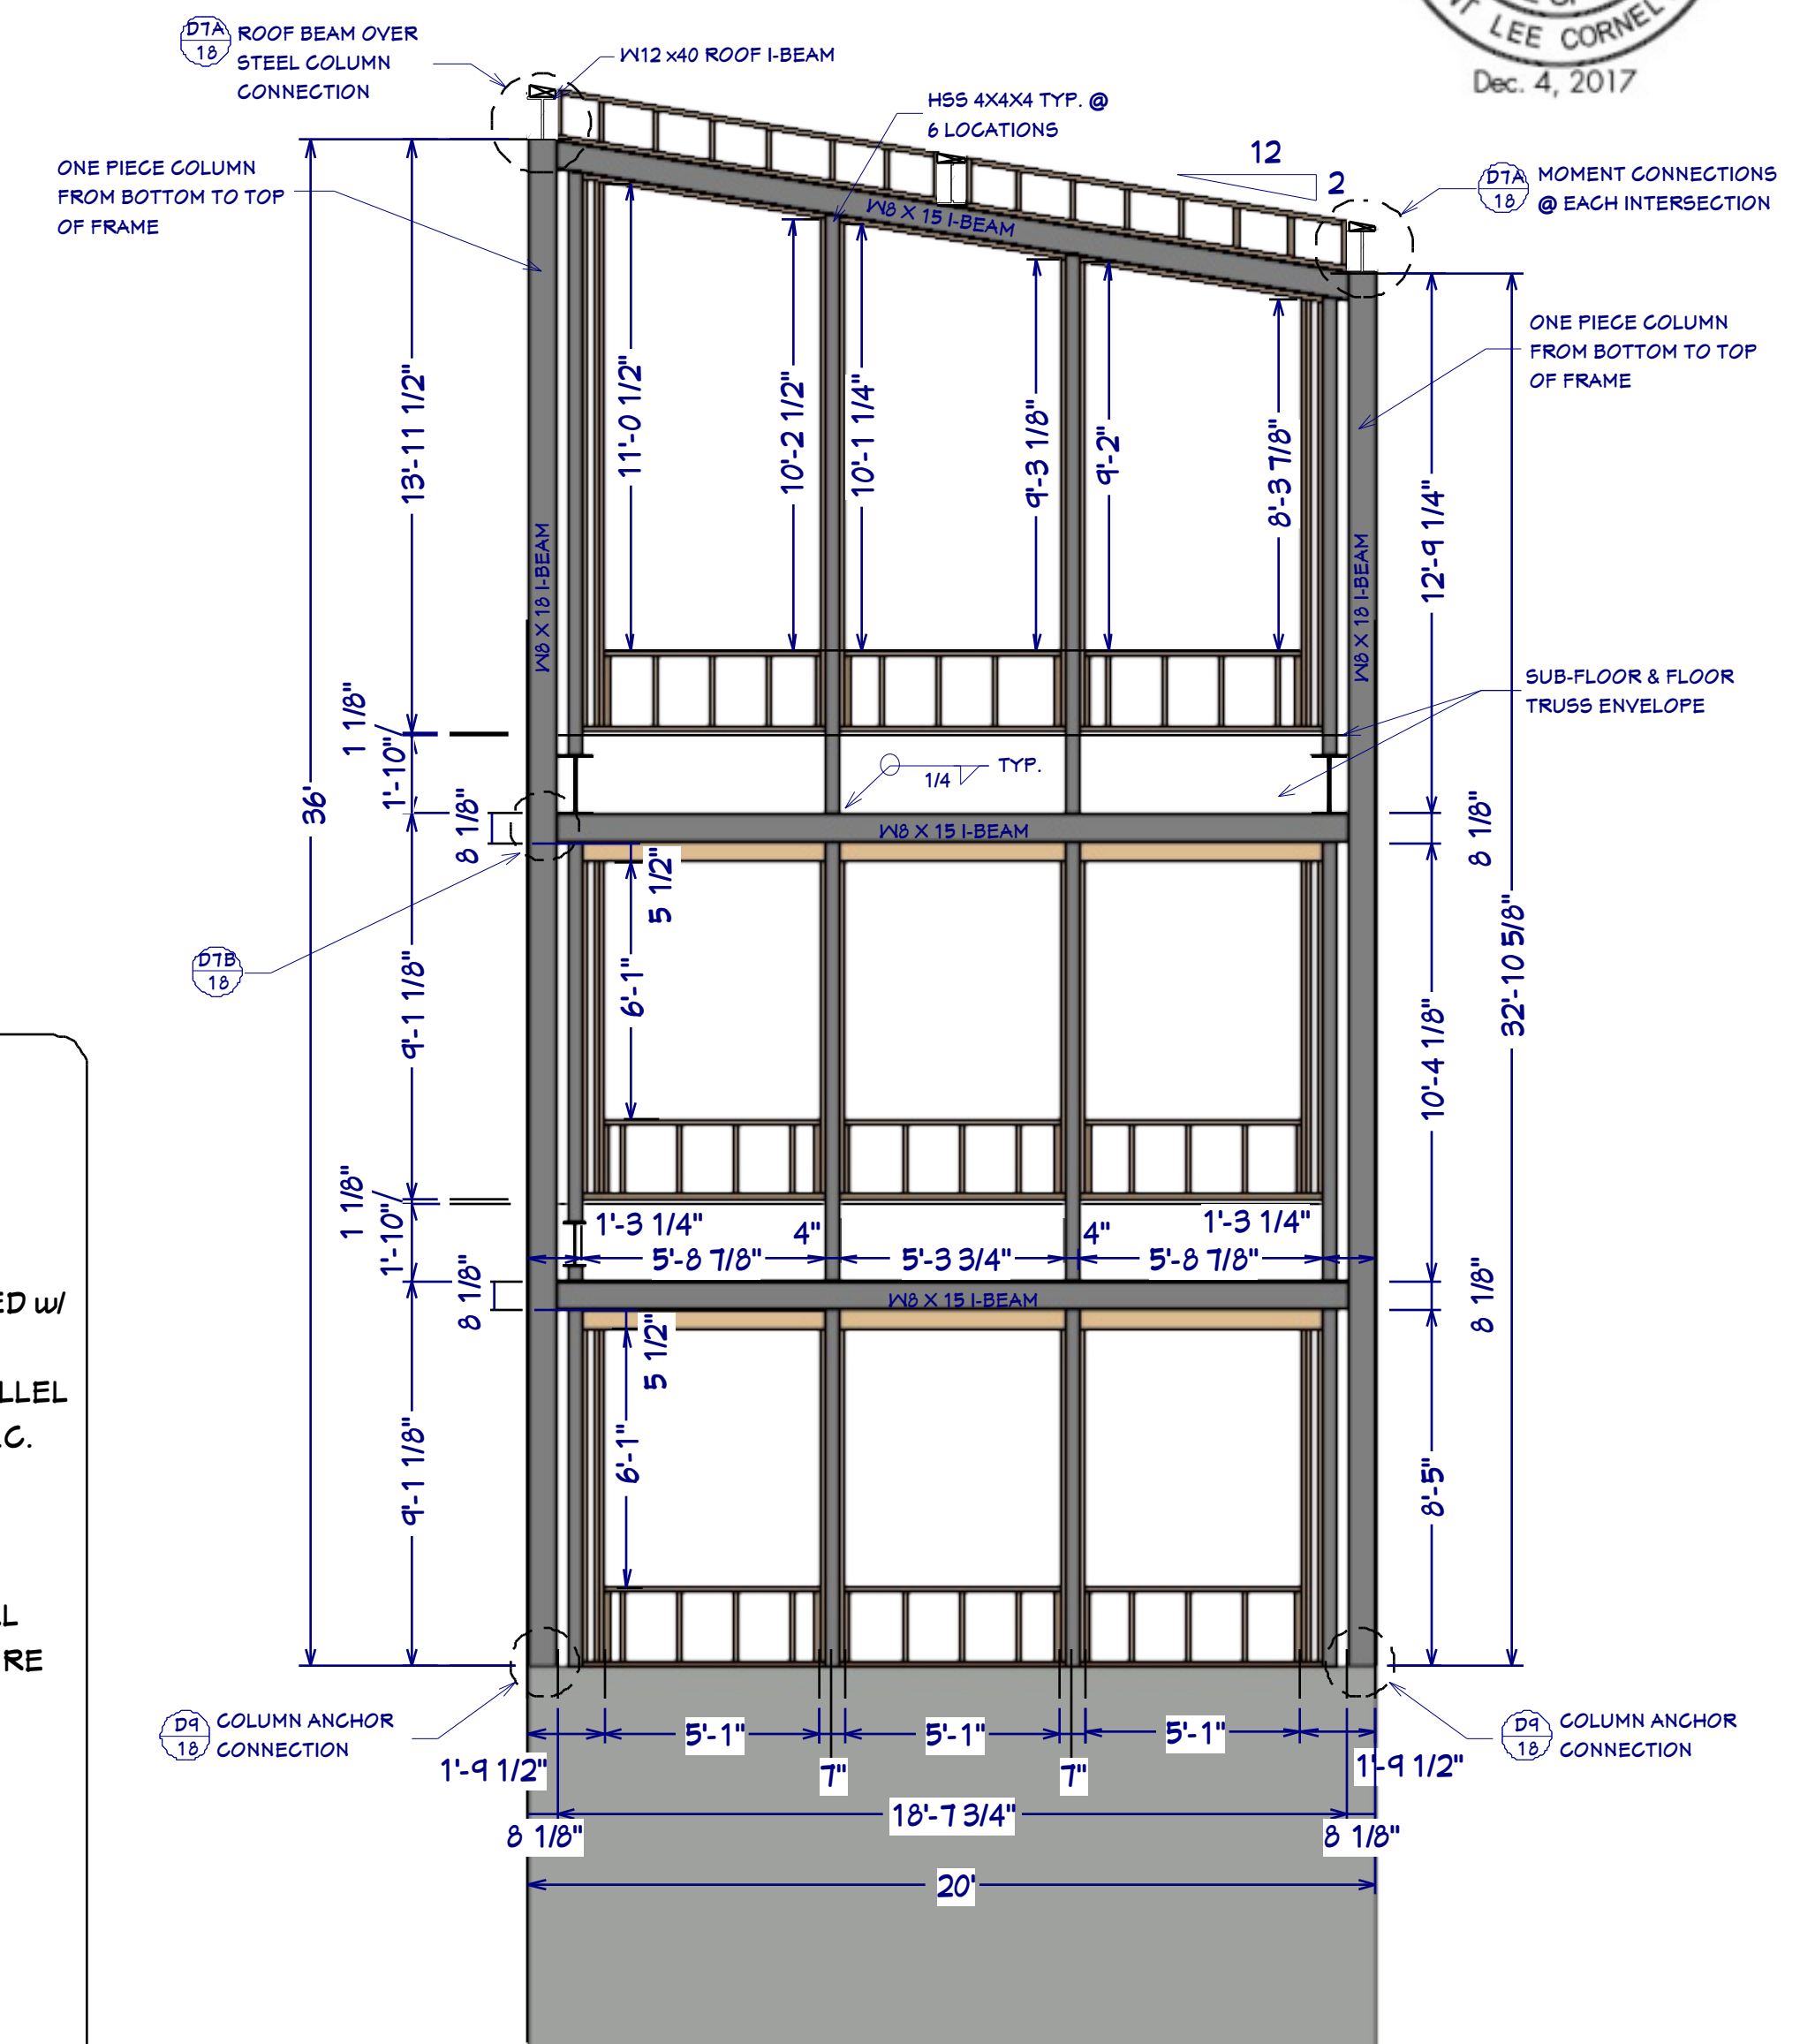 LEE CORNEL
Dec. 4, 2017
D7A
18
ROOF BEAM OVER
STEEL COLUMN
CONNECTION
W12 x40 ROOF I-BEAM
HSS 4X4X4 TYP. @
6 LOCATIONS
12
2
D7A
18
MOMENT CONNECTIONS
@ EACH INTERSECTION
ONE PIECE COLUMN
FROM BOTTOM TO TOP
OF FRAME
W8 X 15 I-BEAM
ONE PIECE COLUMN
FROM BOTTOM TO TOP
OF FRAME
13'-11 1/2"
11'-0 1/2"
10'-2 1/2"
10'-1 1/4"
9'-3 1/8"
9'-2"
8'-3 7/8"
12'-9 1/4"
W8 X 18 I-BEAM
W8 X 18 I-BEAM
SUB-FLOOR & FLOOR
TRUSS ENVELOPE
1 1/8"
1'-10"
36'
1/4
TYP.
8 1/8"
W8 X 15 I-BEAM
8 1/8"
5 1/2"
D7B
18
9'-1 1/8"
6'-1"
10'-4 1/8"
32'-10 5/8"
1 1/8"
1'-10"
1'-3 1/4"
4"
4"
1'-3 1/4"
5'-8 7/8"
5'-3 3/4"
5'-8 7/8"
8 1/8"
W8 X 15 I-BEAM
8 1/8"
5 1/2"
ED w/
LLEL
.C.
9'-1 1/8"
6'-1"
8'-5"
RE
D9
18
COLUMN ANCHOR
CONNECTION
5'-1"
5'-1"
5'-1"
D9
18
COLUMN ANCHOR
CONNECTION
1'-9 1/2"
7"
7"
1'-9 1/2"
18'-7 3/4"
8 1/8"
8 1/8"
20'